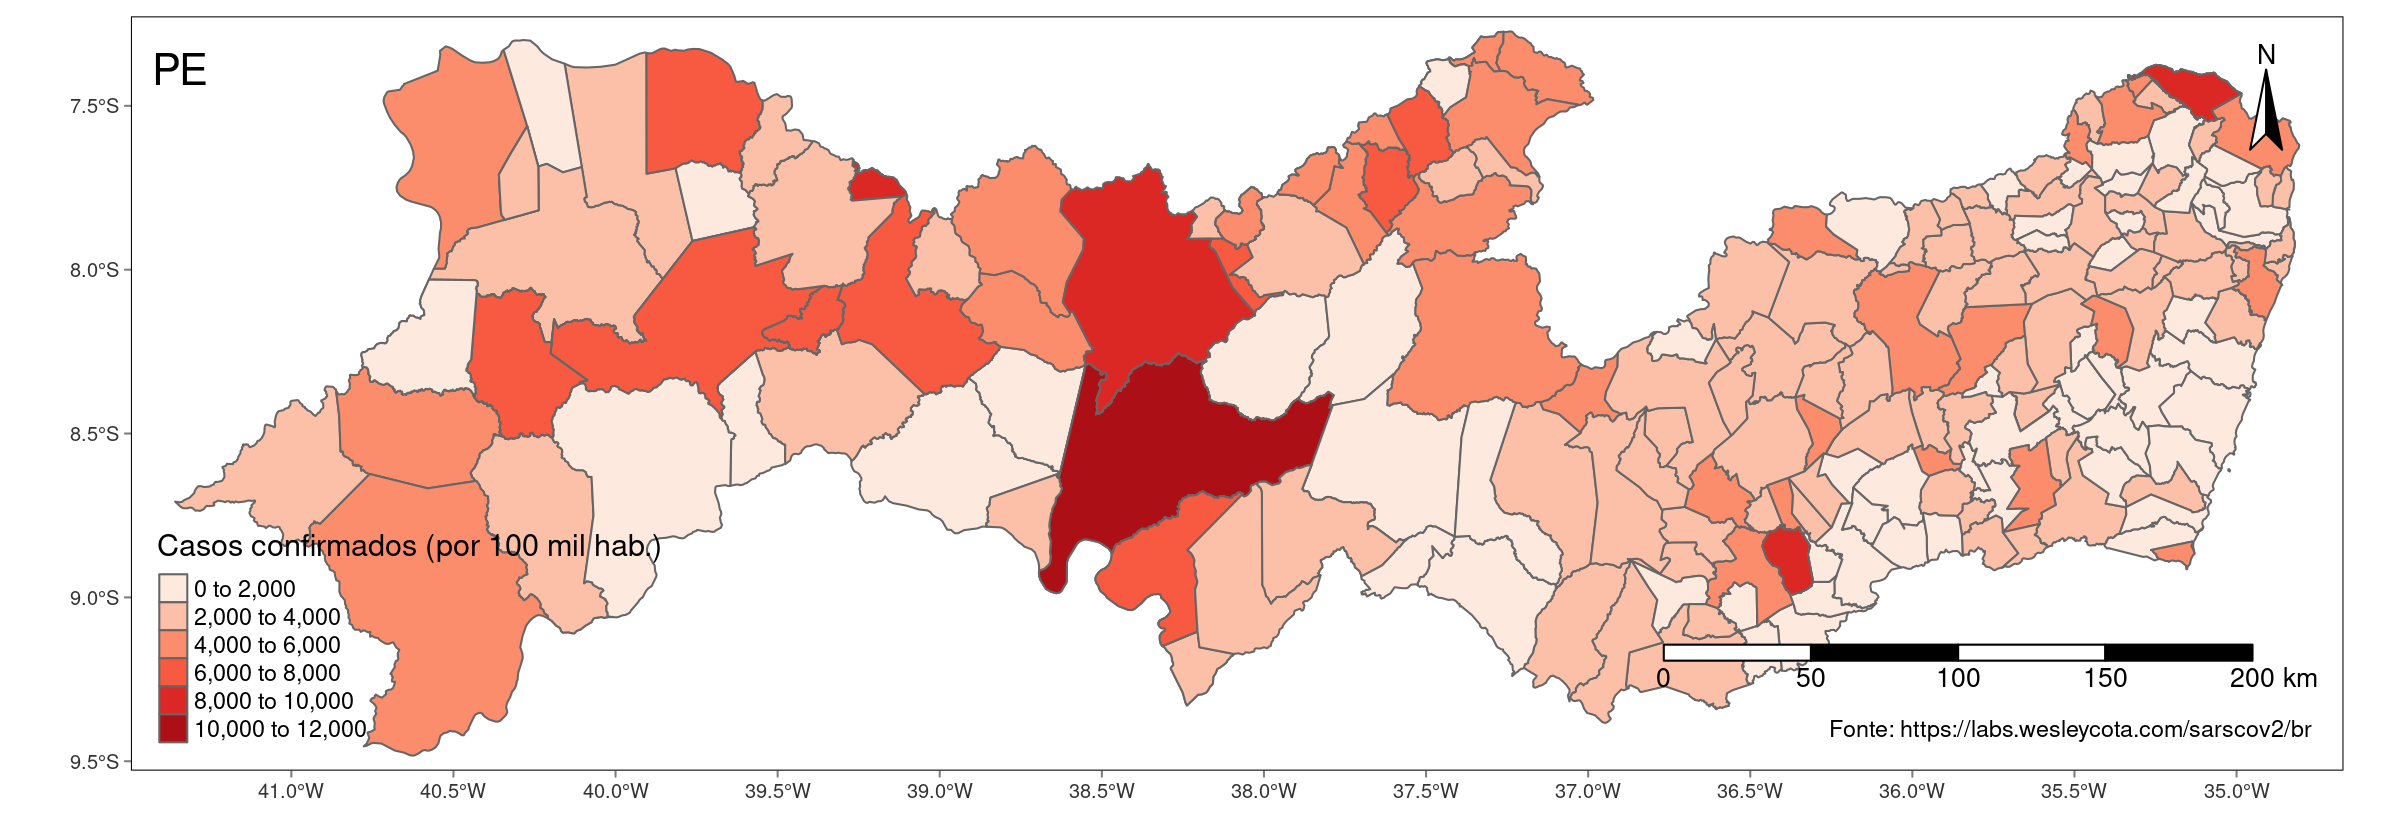 PE
N
7.5°S
8.0°S
8.5°S
9.0°S
9.5°S
Casos confirmados (por 100 mil hab.)
0 to 2,000
2,000 to 4,000
4,000 to 6,000
6,000 to 8,000
8,000 to 10,000
10,000 to 12,000
0 50 100 150 200 km
Fonte: https://labs.wesleycota.com/sarscov2/br
41.0°W 40.5°W 40.0°W 39.5°W 39.0°W 38.5°W 38.0°W 37.5°W 37.0°W 36.5°W 36.0°W 35.5°W 35.0°W